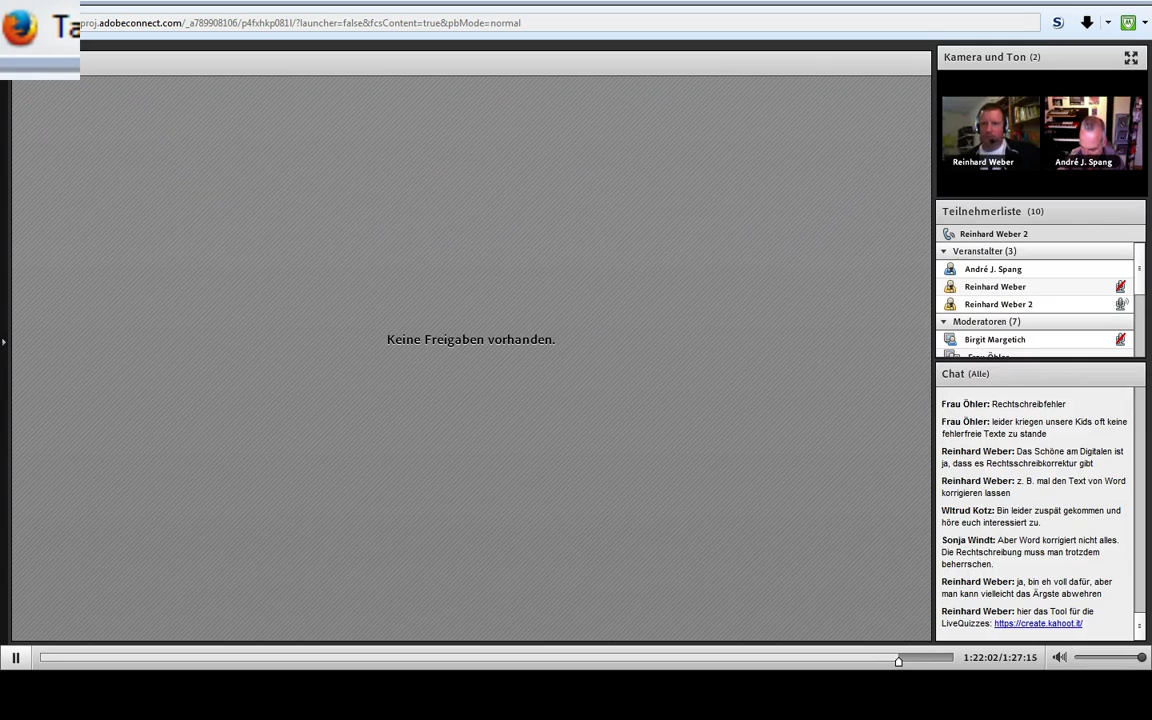 Ta
proj.adobeconnect.com/_a789908106/p4fxhkp081l/?launcher=false&fcsContent=true&pbMode=normal
Kamera und Ton (2)
Reinhard Weber
André J. Spang
Teilnehmerliste (10)
Reinhard Weber 2
Veranstalter (3)
André J. Spang
Reinhard Weber
Reinhard Weber 2
Moderatoren (7)
Birgit Margetich
Frau Öhler
Keine Freigaben vorhanden.
Chat (Alle)
Frau Öhler: Rechtschreibfehler
Frau Öhler: leider kriegen unsere Kids oft keine
fehlerfreie Texte zu stande
Reinhard Weber: Das Schöne am Digitalen ist
ja, dass es Rechtsschreibkorrektur gibt
Reinhard Weber: z. B. mal den Text von Word
korrigieren lassen
Wltrud Kotz: Bin leider zuspät gekommen und
höre euch interessiert zu.
Sonja Windt: Aber Word korrigiert nicht alles.
Die Rechtschreibung muss man trotzdem
beherrschen.
Reinhard Weber: ja, bin eh voll dafür, aber
man kann vielleicht das Ärgste abwehren
Reinhard Weber: hier das Tool für die
LiveQuizzes: https://create.kahoot.it/
1:22:02/1:27:15